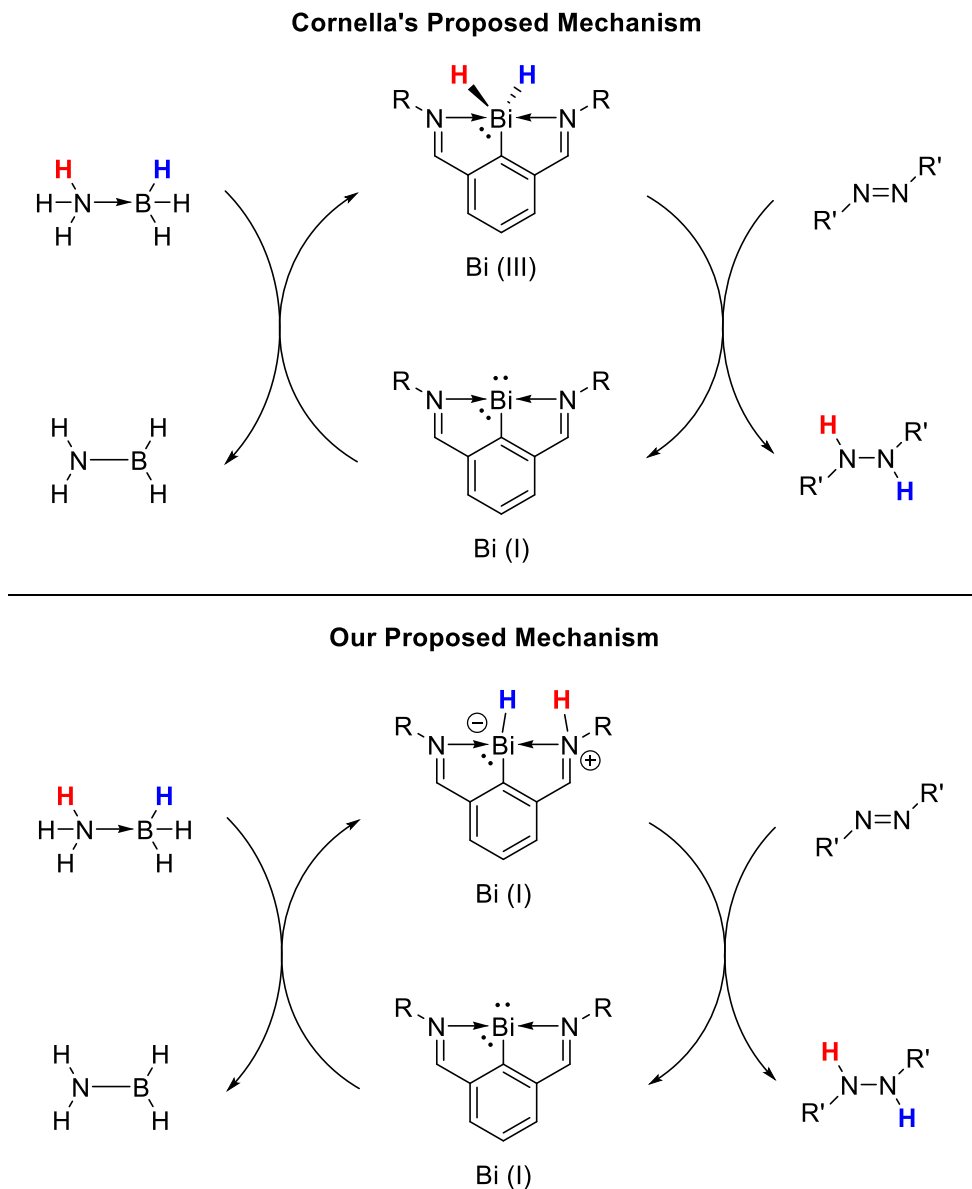 Cornella's Proposed Mechanism
H H
R N Bi N R
Bi (III)
H H
H N B H
H H
R'
N=N
R'
R N Bi N R
Bi (I)
H H
N B
H H
H R'
N N
R' H
Our Proposed Mechanism
H H
R N Bi N R
− +
Bi (I)
H H
H N B H
H H
R'
N=N
R'
R N Bi N R
Bi (I)
H H
N B
H H
H R'
N N
R' H